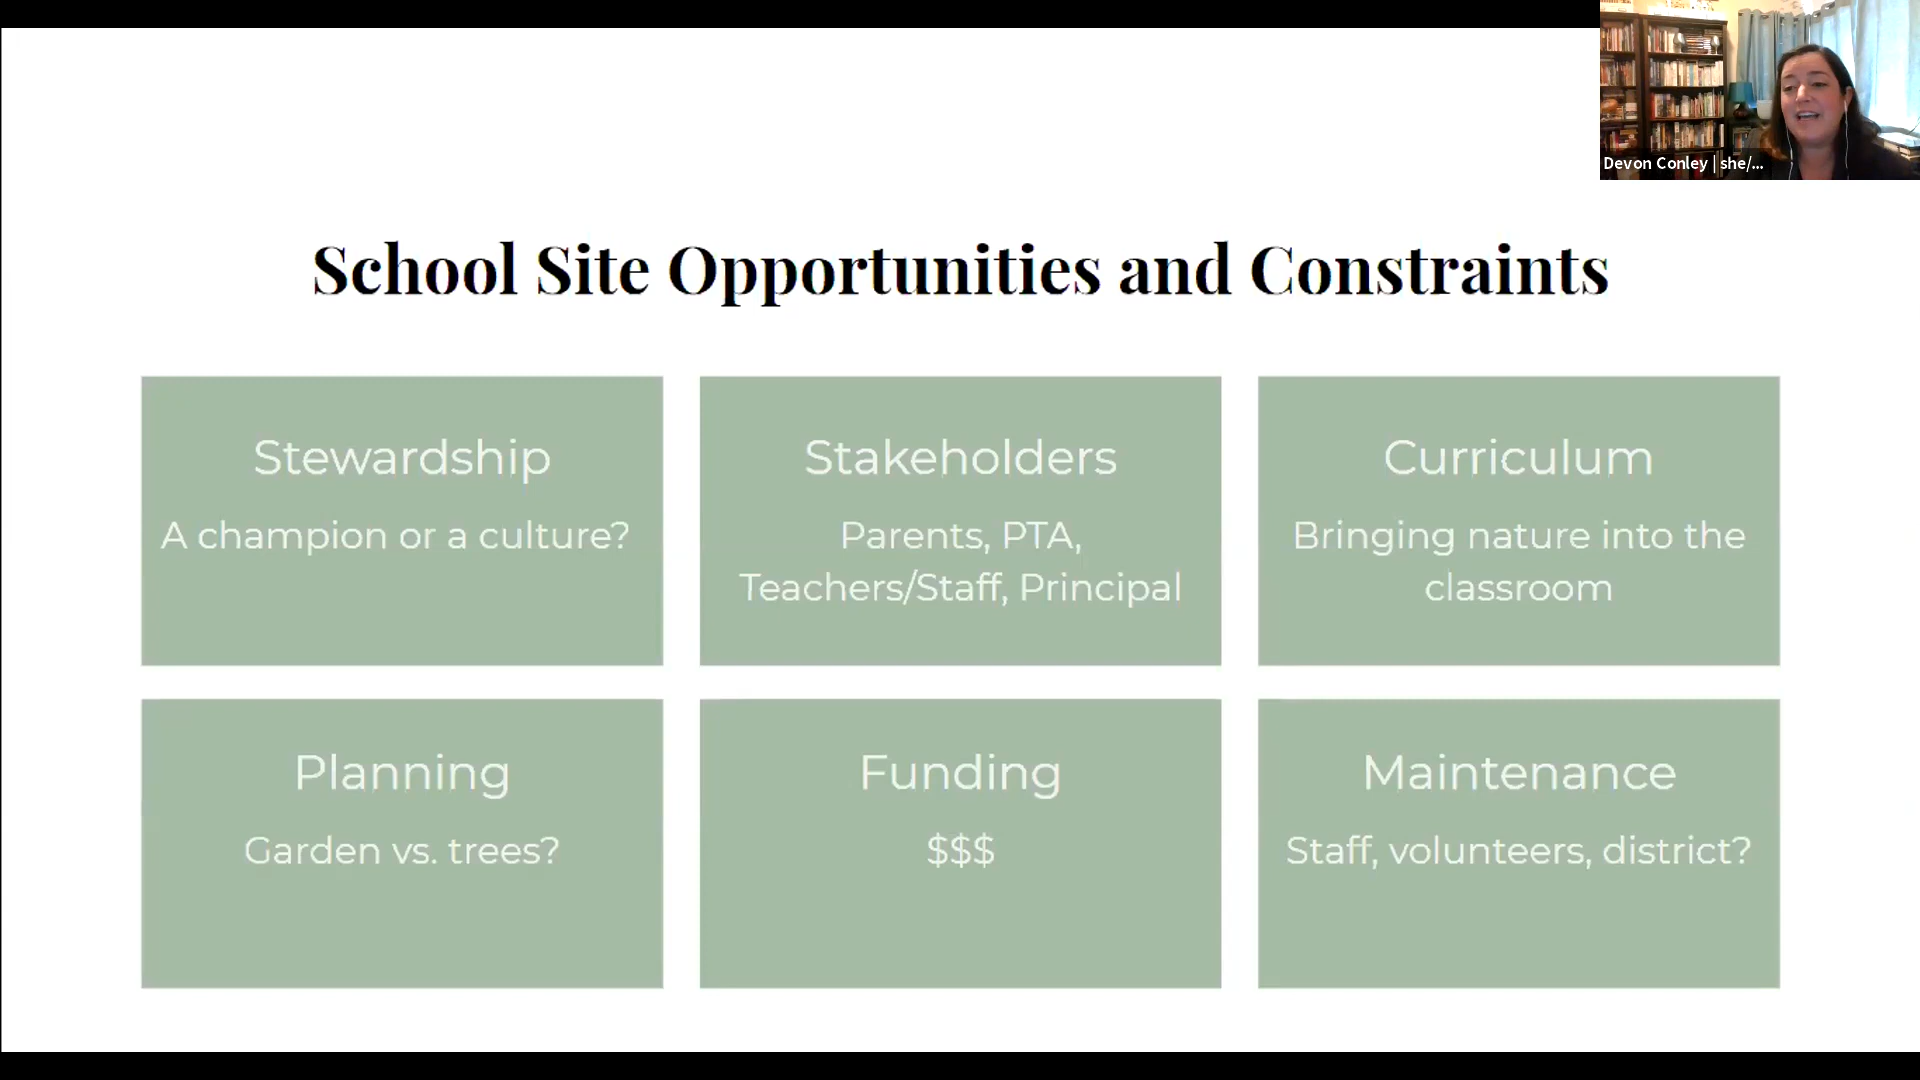 Devon Conley | she/...
School Site Opportunities and Constraints
Stewardship
A champion or a culture?
Stakeholders
Parents, PTA,
Teachers/Staff, Principal
Curriculum
Bringing nature into the
classroom
Planning
Garden vs. trees?
Funding
$$$
Maintenance
Staff, volunteers, district?